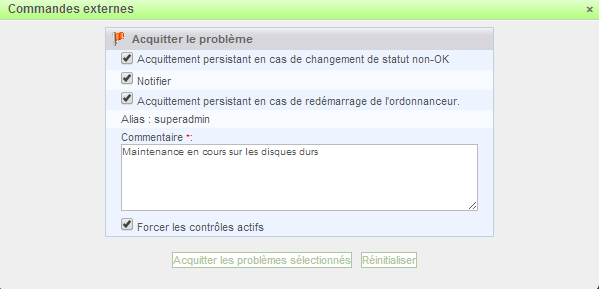 Commandes externes ×
Acquitter le problème
Acquittement persistant en cas de changement de statut non-OK
Notifier
Acquittement persistant en cas de redémarrage de l'ordonnanceur.
Alias : superadmin
Commentaire *:
Maintenance en cours sur les disques durs
Forcer les contrôles actifs
Acquitter les problèmes sélectionnés Réinitialiser